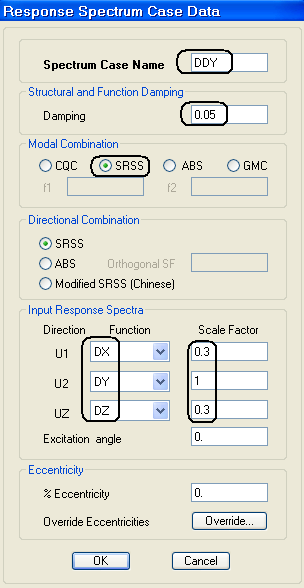 Response Spectrum Case Data
Spectrum Case Name DDY
Structural and Function Damping
Damping 0.05
Modal Combination
CQC SRSS ABS GMC
f1 f2
Directional Combination
SRSS
ABS Orthogonal SF
Modified SRSS (Chinese)
Input Response Spectra
Direction Function Scale Factor
U1 DX 0.3
U2 DY 1
UZ DZ 0.3
Excitation angle 0.
Eccentricity
% Eccentricity 0.
Override Eccentricities Override...
OK Cancel